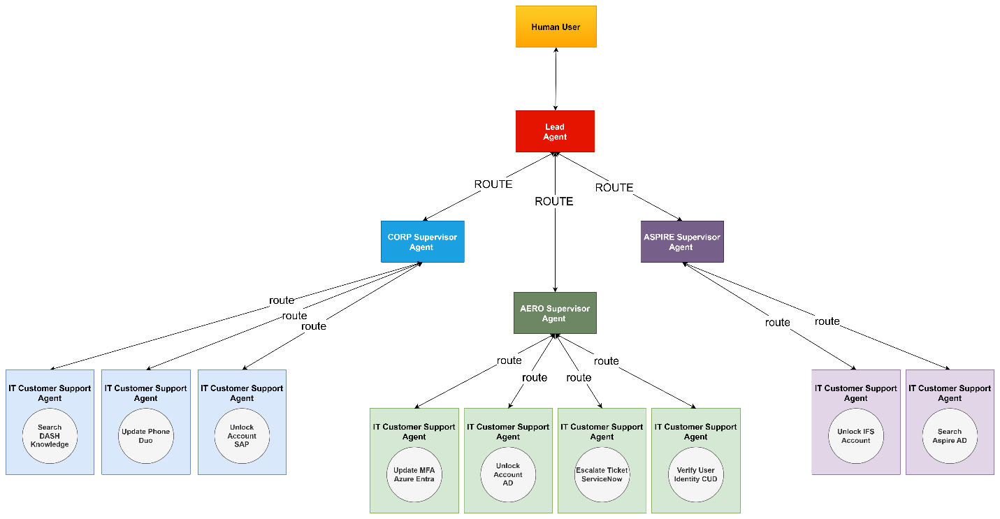 Human User
Lead
Agent
ROUTE
ROUTE
ROUTE
CORP Supervisor
Agent
ASPIRE Supervisor
Agent
AERO Supervisor
Agent
route
route
route
route
route
route
route
route
route
IT Customer Support
Agent
Search
DASH
Knowledge
IT Customer Support
Agent
Update Phone
Duo
IT Customer Support
Agent
Unlock
Account
SAP
IT Customer Support
Agent
Update MFA
Azure Entra
IT Customer Support
Agent
Unlock
Account
AD
IT Customer Support
Agent
Escalate Ticket
ServiceNow
IT Customer Support
Agent
Verify User
Identity CUD
IT Customer Support
Agent
Unlock IFS
Account
IT Customer Support
Agent
Search
Aspire AD